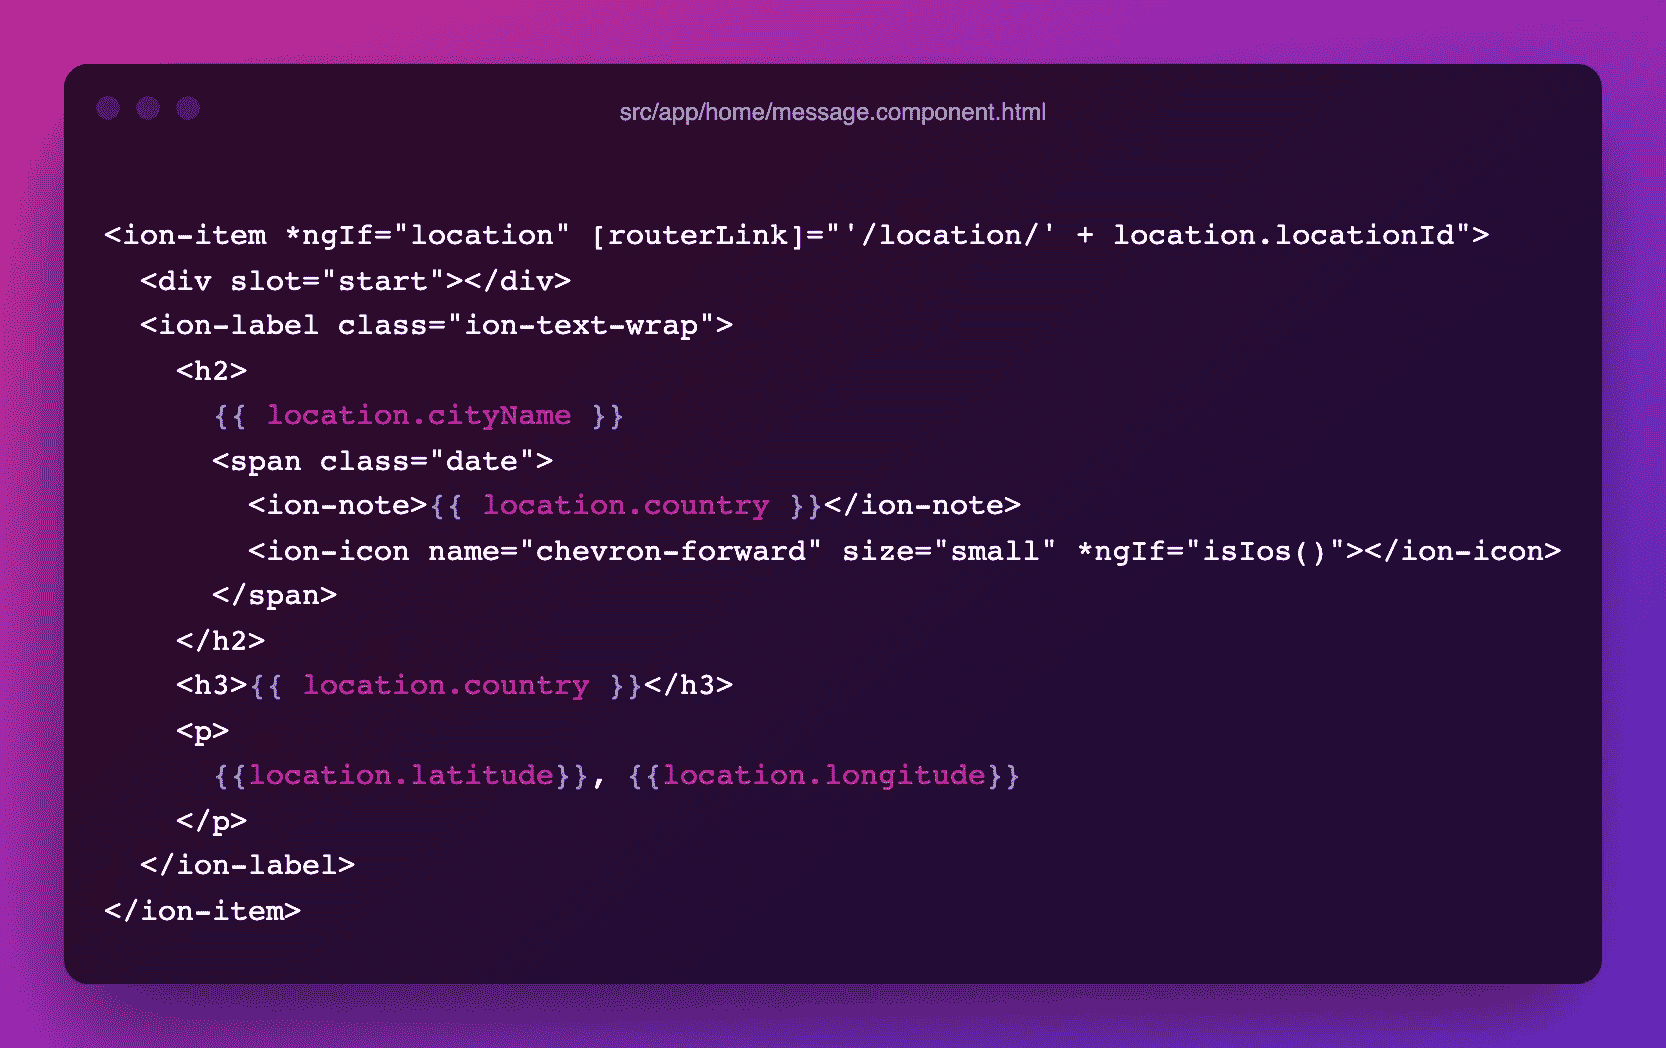 src/app/home/message.component.html
<ion-item *ngIf="location" [routerLink]="'/location/' + location.locationId">
  <div slot="start"></div>
  <ion-label class="ion-text-wrap">
    <h2>
      {{ location.cityName }}
      <span class="date">
        <ion-note>{{ location.country }}</ion-note>
        <ion-icon name="chevron-forward" size="small" *ngIf="isIos()"></ion-icon>
      </span>
    </h2>
    <h3>{{ location.country }}</h3>
    <p>
      {{location.latitude}}, {{location.longitude}}
    </p>
  </ion-label>
</ion-item>